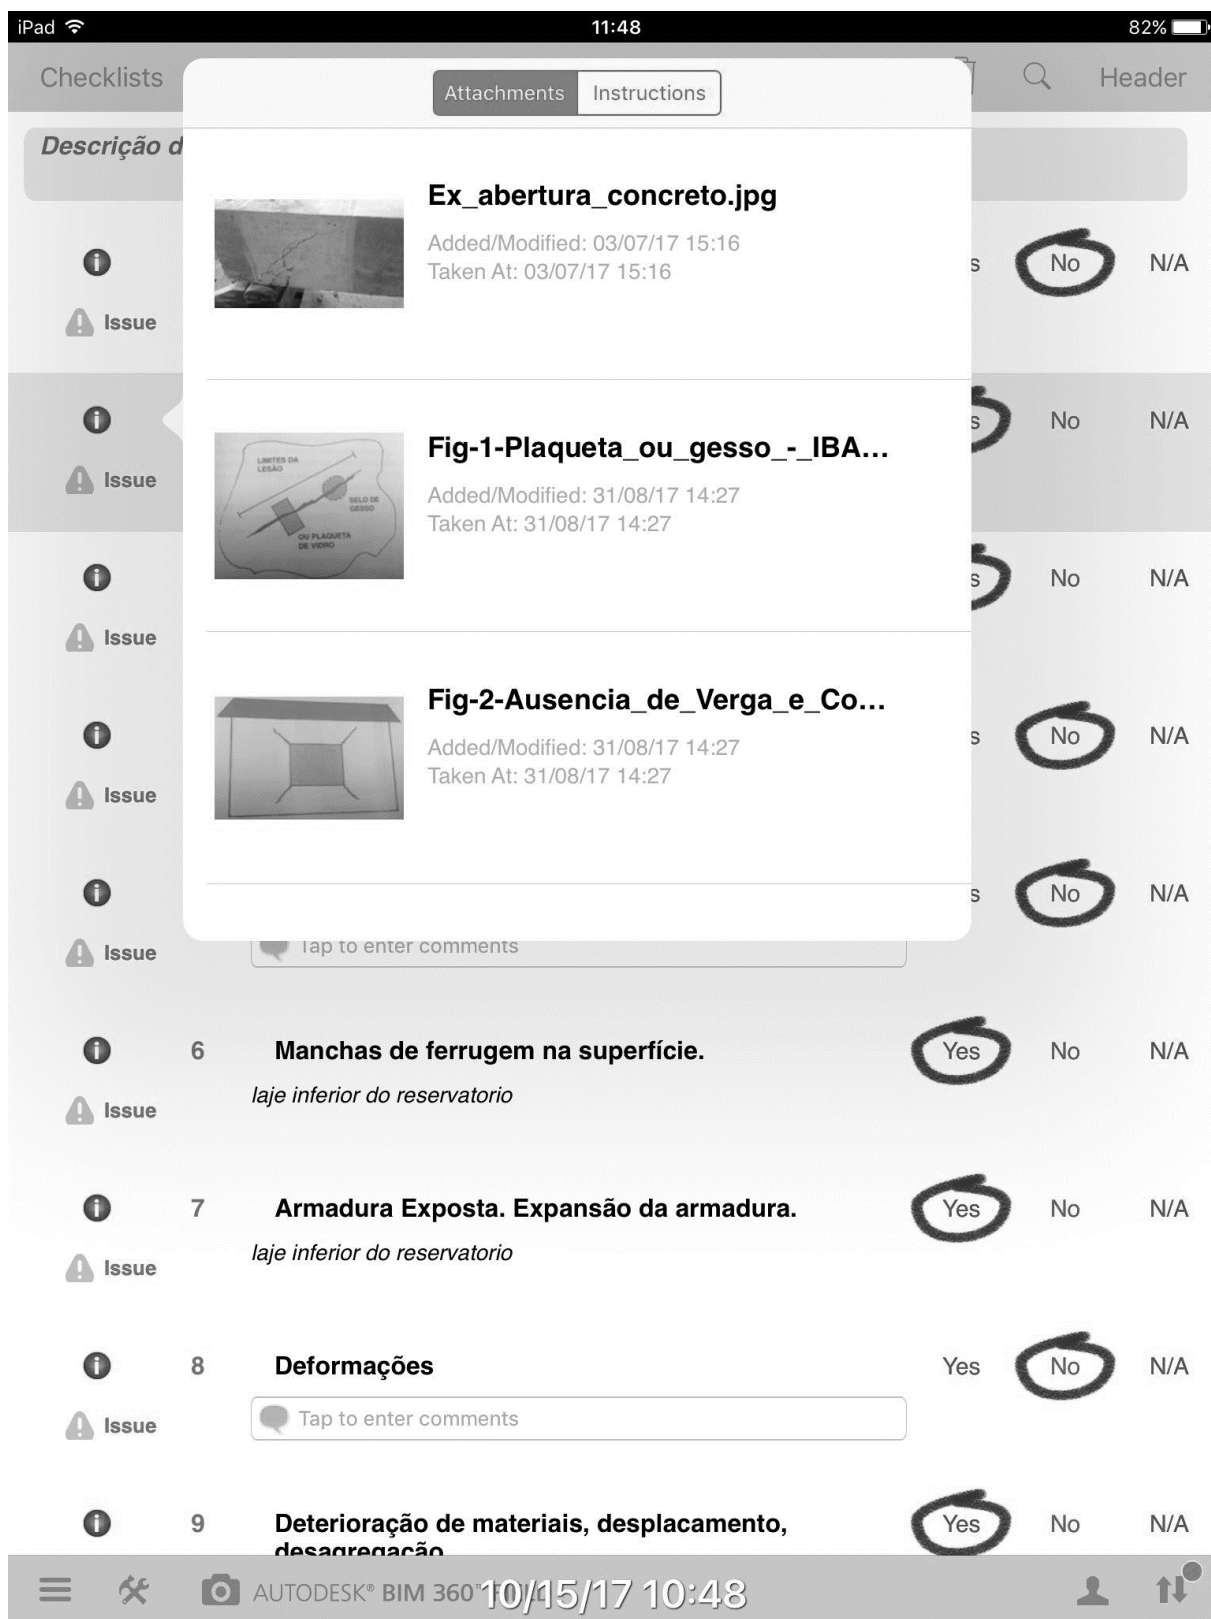 iPad 11:48 82%
Checklists Attachments Instructions Header
Descrição d
Ex_abertura_concreto.jpg
Added/Modified: 03/07/17 15:16
Taken At: 03/07/17 15:16
s No N/A
Issue
LIMITES DA
LESÃO
SELO DE
GESSO
OU PLAQUETA
DE VIDRO
Fig-1-Plaqueta_ou_gesso_-_IBA...
Added/Modified: 31/08/17 14:27
Taken At: 31/08/17 14:27
s No N/A
Issue
s No N/A
Issue
Fig-2-Ausencia_de_Verga_e_Co...
Added/Modified: 31/08/17 14:27
Taken At: 31/08/17 14:27
s No N/A
Issue
s No N/A
Tap to enter comments
Issue
6 Manchas de ferrugem na superfície. Yes No N/A
laje inferior do reservatorio
Issue
7 Armadura Exposta. Expansão da armadura. Yes No N/A
laje inferior do reservatorio
Issue
8 Deformações Yes No N/A
Tap to enter comments
Issue
9 Deterioração de materiais, desplacamento, Yes No N/A
desagregação
AUTODESK® BIM 360™ FIELD
10/15/17 10:48